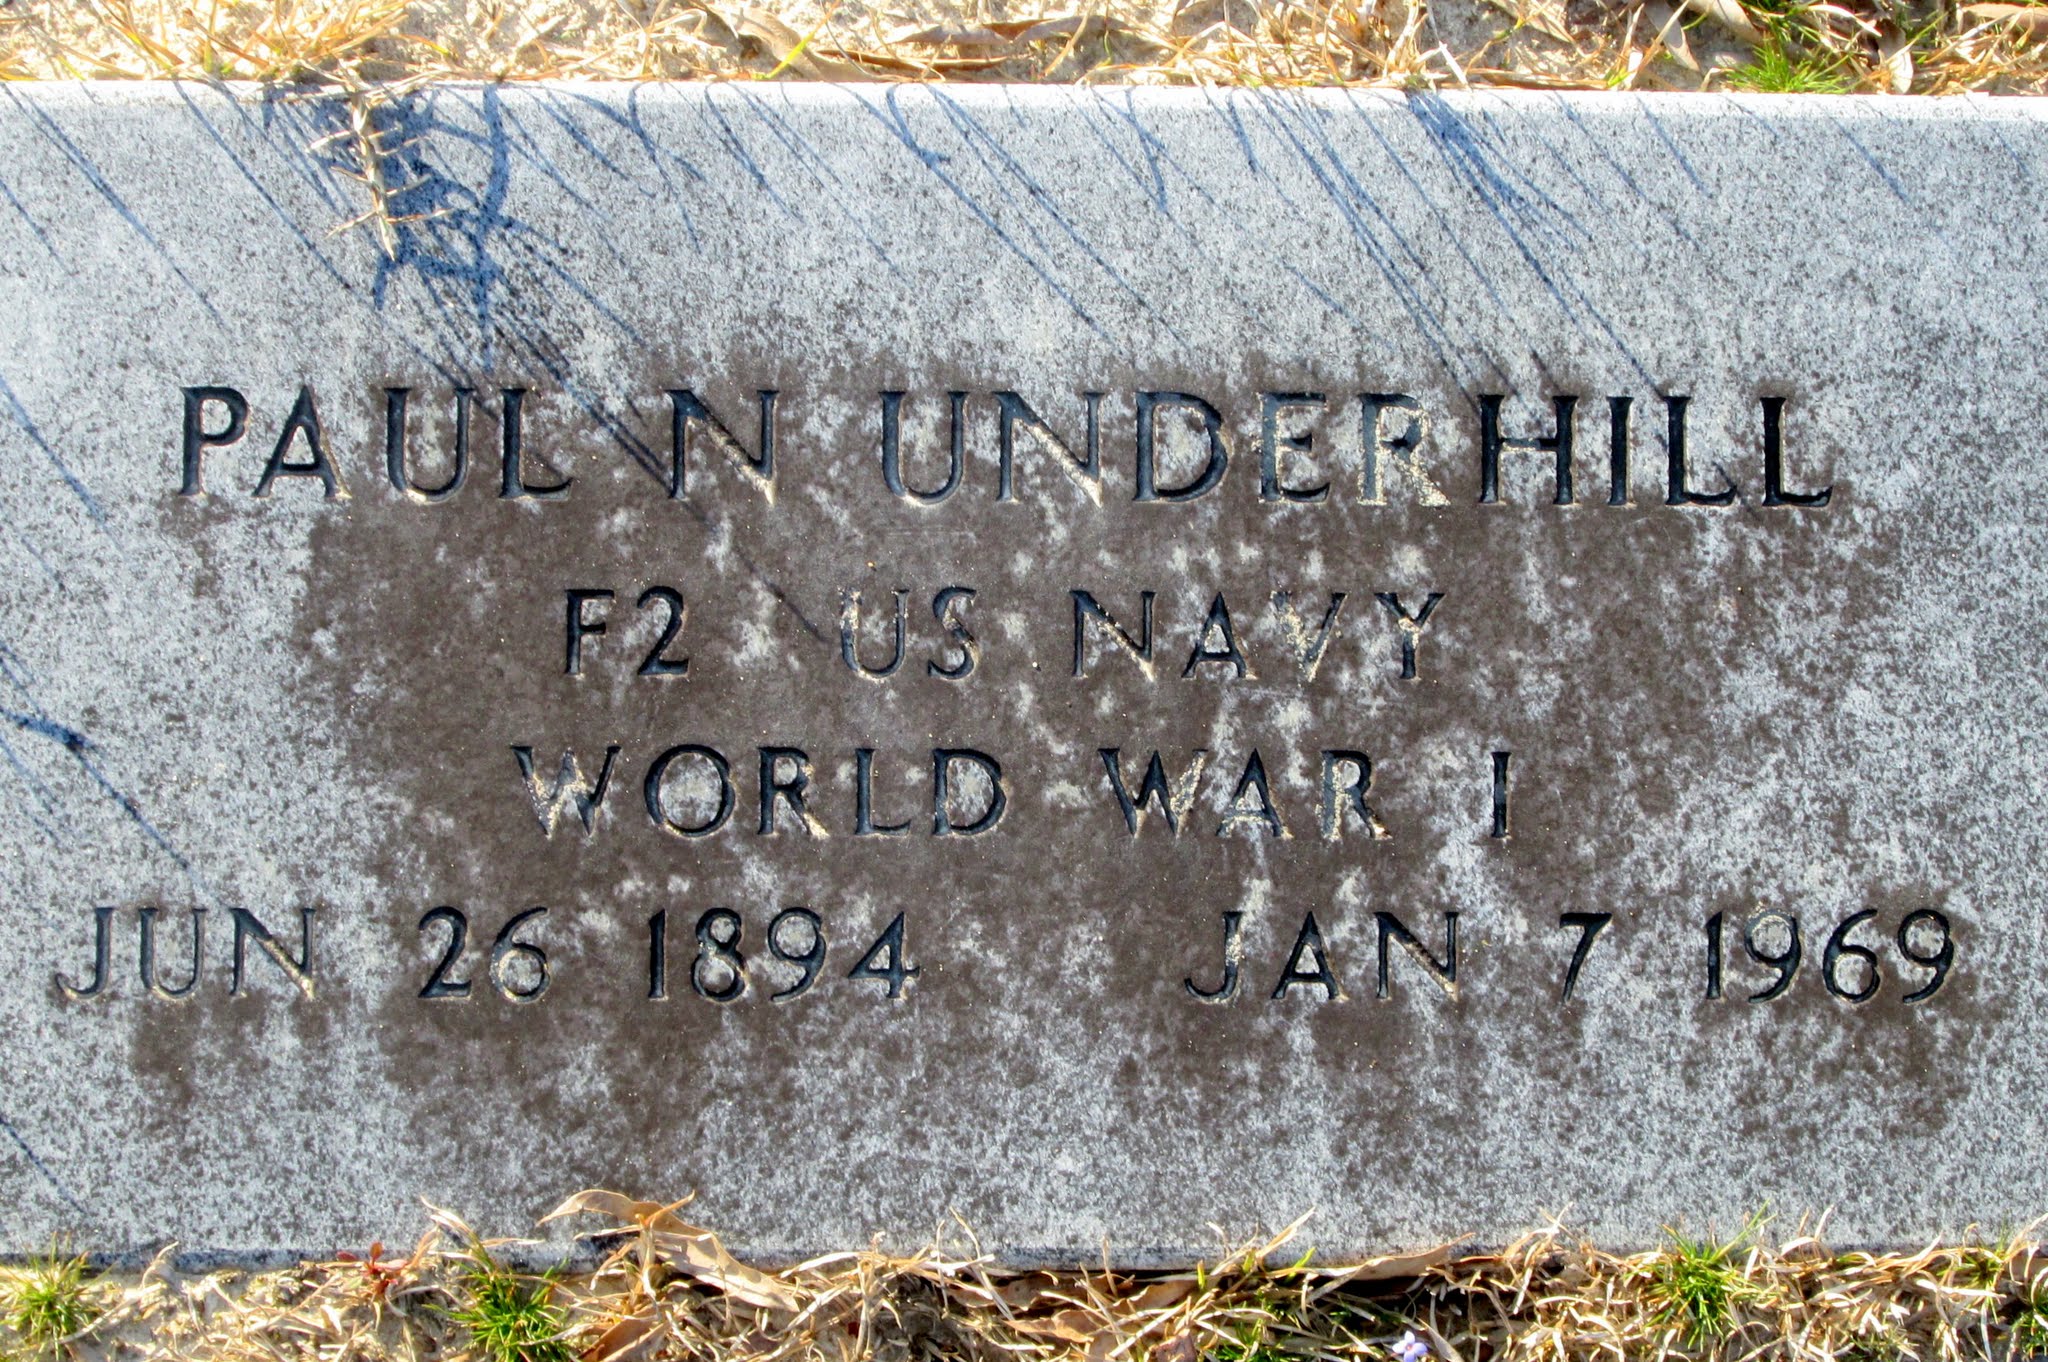 PAUL N UNDERHILL
F2 US NAVY
WORLD WAR I
JUN 26 1894 JAN 7 1969